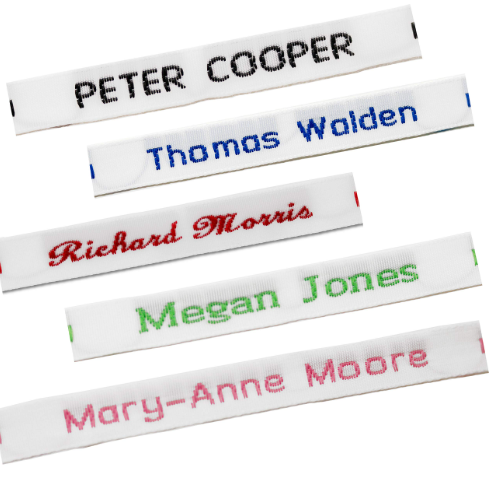 PETER COOPER
Thomas Walden
Richard Morris
Megan Jones
Mary-Anne Moore